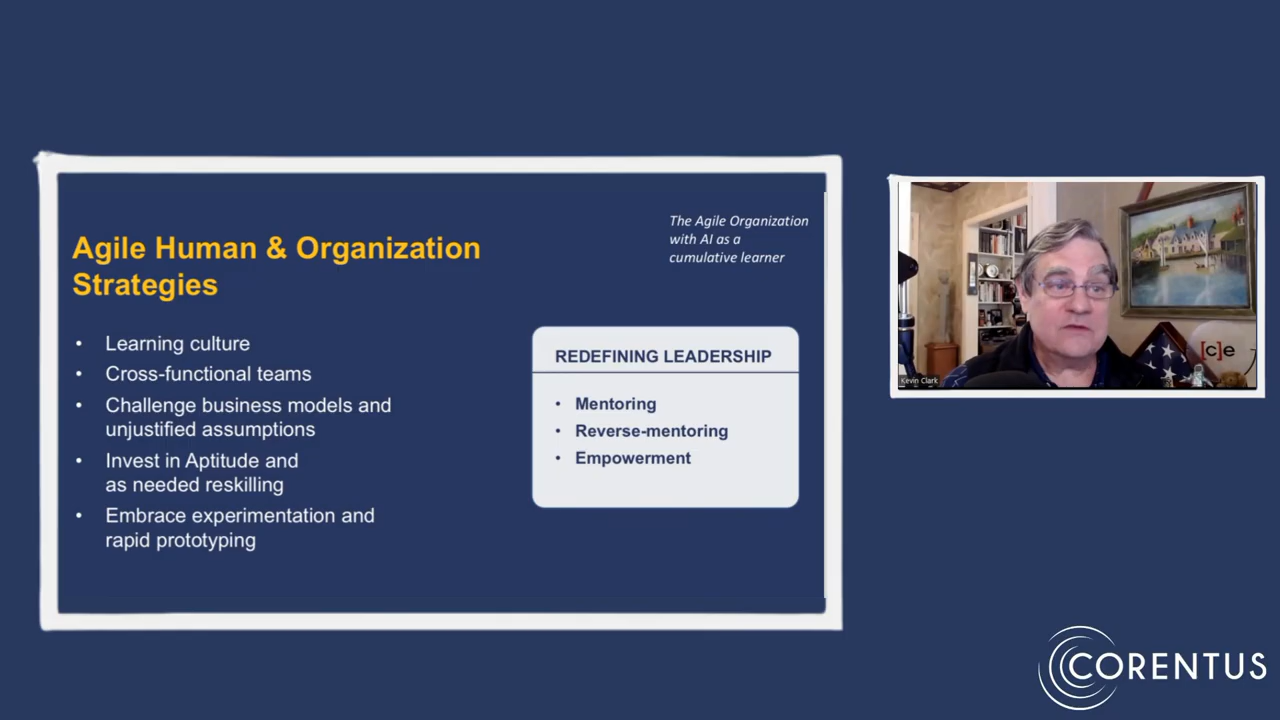 The Agile Organization
with AI as a
cumulative learner
Agile Human & Organization
Strategies
• Learning culture
• Cross-functional teams
• Challenge business models and
unjustified assumptions
• Invest in Aptitude and
as needed reskilling
• Embrace experimentation and
rapid prototyping
REDEFINING LEADERSHIP
• Mentoring
• Reverse-mentoring
• Empowerment
[c]e
Kevin Clark
CORENTUS